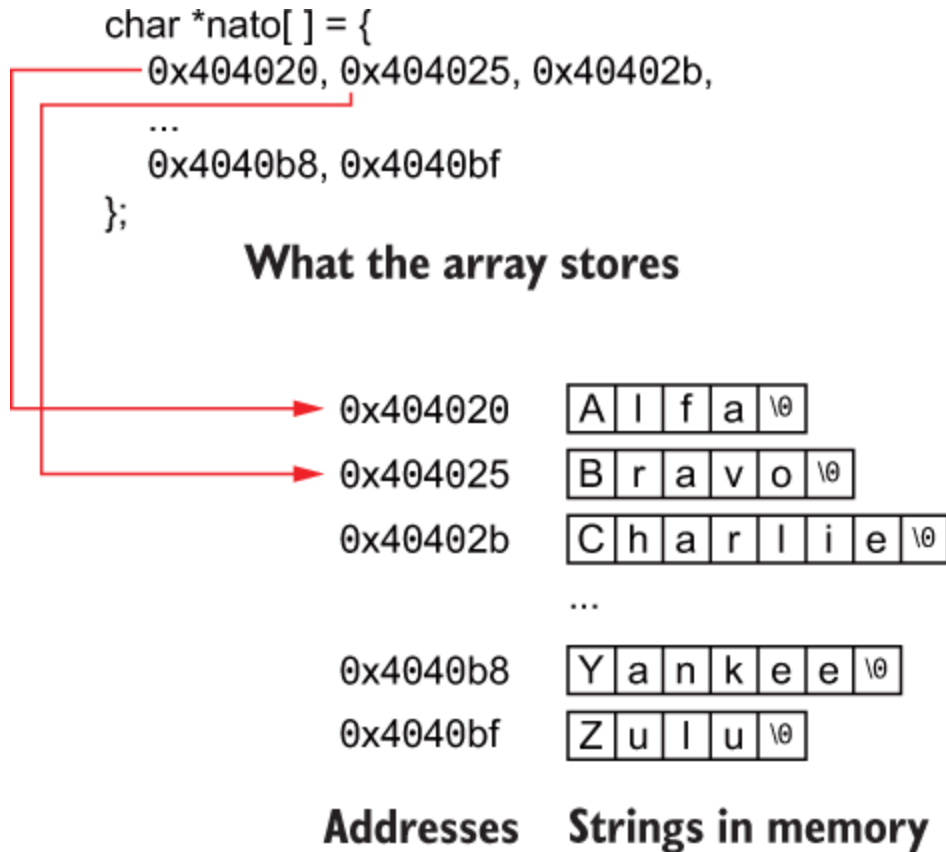 char *nato[ ] = {
0x404020, 0x404025, 0x40402b,
...
0x4040b8, 0x4040bf
};
What the array stores
0x404020 A l f a \0
0x404025 B r a v o \0
0x40402b C h a r l i e \0
...
0x4040b8 Y a n k e e \0
0x4040bf Z u l u \0
Addresses Strings in memory